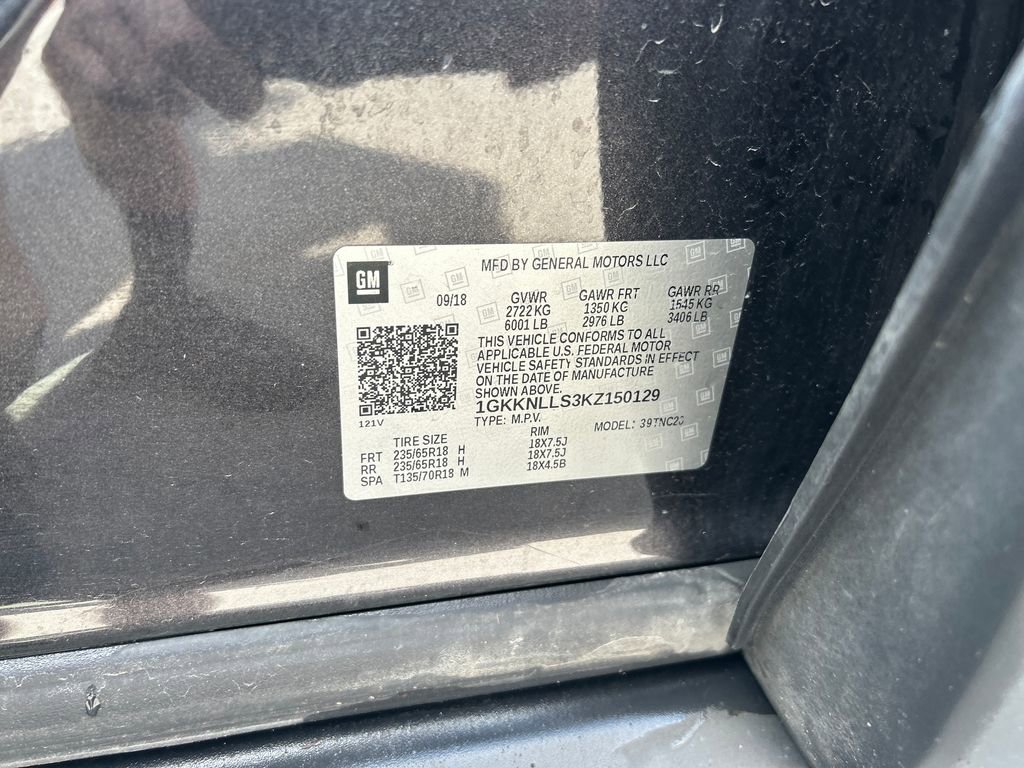 GM
MFD BY GENERAL MOTORS LLC
09/18
GVWR GAWR FRT GAWR RR
2722 KG 1350 KG 1545 KG
6001 LB 2976 LB 3406 LB
THIS VEHICLE CONFORMS TO ALL
APPLICABLE U.S. FEDERAL MOTOR
VEHICLE SAFETY STANDARDS IN EFFECT
ON THE DATE OF MANUFACTURE
SHOWN ABOVE.
1GKKNLLS3KZ150129
121V
TYPE: M.P.V. MODEL:
TIRE SIZE RIM
FRT 235/65R18 H 18X7.5J
RR 235/65R18 H 18X7.5J
SPA T135/70R18 M 18X4.5B